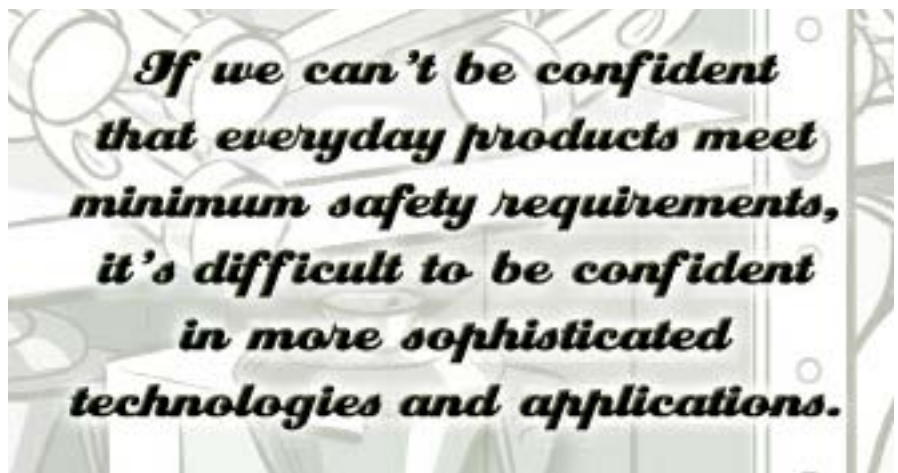 If we can't be confident
that everyday products meet
minimum safety requirements,
it's difficult to be confident
in more sophisticated
technologies and applications.